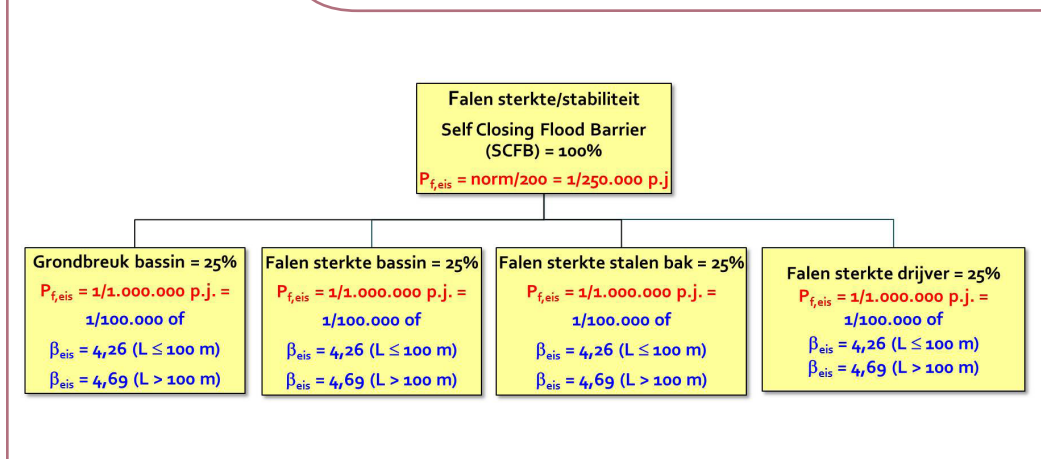 Falen sterkte/stabiliteit
Self Closing Flood Barrier
(SCFB) = 100%
Pf,eis = norm/200 = 1/250.000 p.j
Grondbreuk bassin = 25%
Pf,eis = 1/1.000.000 p.j. =
1/100.000 of
βeis = 4,26 (L ≤ 100 m)
βeis = 4,69 (L > 100 m)
Falen sterkte bassin = 25%
Pf,eis = 1/1.000.000 p.j. =
1/100.000 of
βeis = 4,26 (L ≤ 100 m)
βeis = 4,69 (L > 100 m)
Falen sterkte stalen bak = 25%
Pf,eis = 1/1.000.000 p.j. =
1/100.000 of
βeis = 4,26 (L ≤ 100 m)
βeis = 4,69 (L > 100 m)
Falen sterkte drijver = 25%
Pf,eis = 1/1.000.000 p.j. =
1/100.000 of
βeis = 4,26 (L ≤ 100 m)
βeis = 4,69 (L > 100 m)